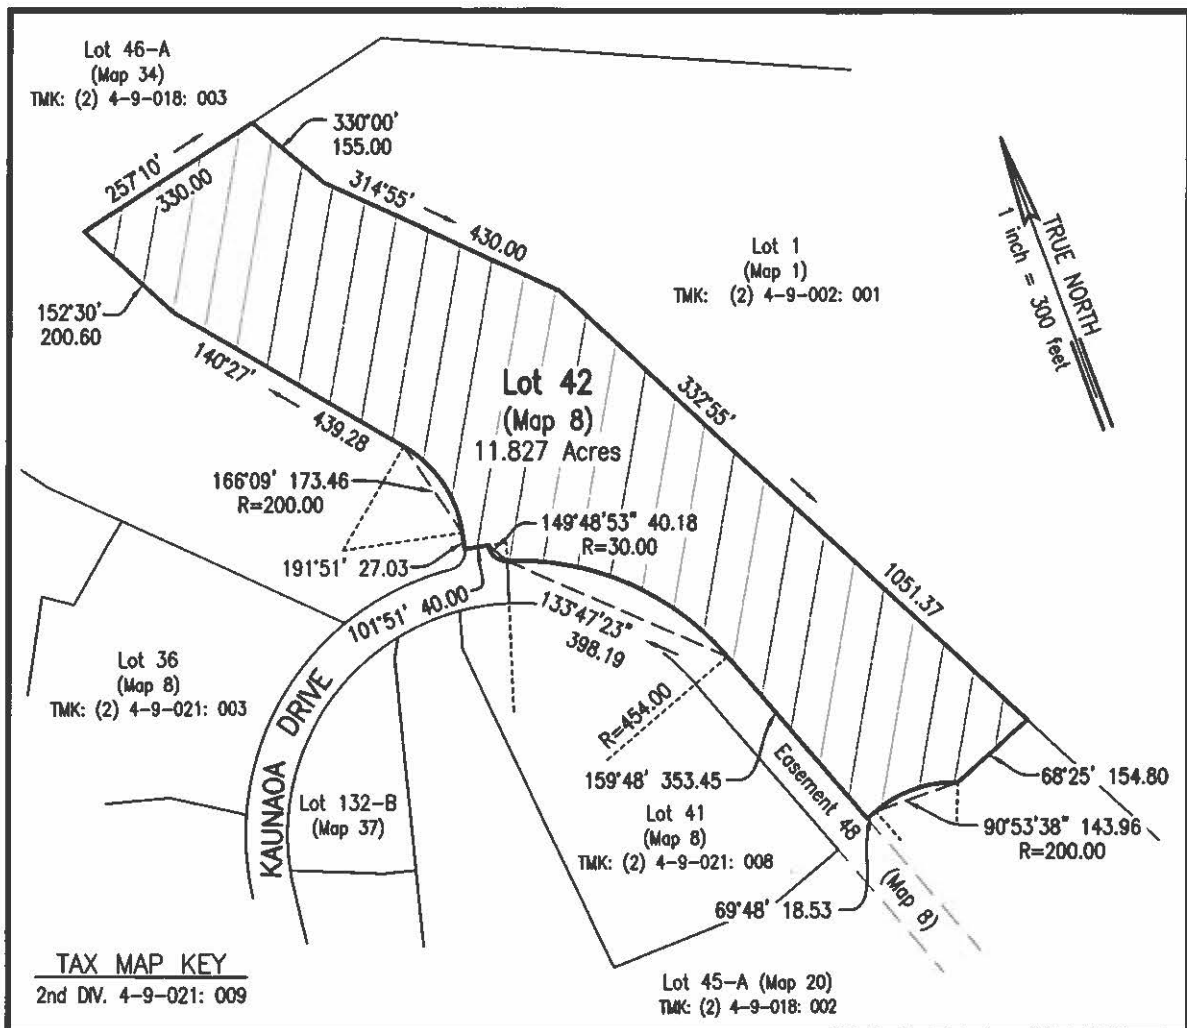 Lot 46-A
(Map 34)
TMK: (2) 4-9-018: 003
257°10'
330.00
330°00'
155.00
314°55'
430.00
Lot 1
(Map 1)
TMK: (2) 4-9-002: 001
TRUE NORTH
1 inch = 300 feet
152°30'
200.60
140°27'
439.28
Lot 42
(Map 8)
11.827 Acres
332°55'
1051.37
166°09' 173.46
R=200.00
149°48'53" 40.18
R=30.00
191°51' 27.03
101°51' 40.00
133°47'23"
398.19
Lot 36
(Map 8)
TMK: (2) 4-9-021: 003
KAUNAOA DRIVE
R=454.00
159°48' 353.45
Easement 48
(Map 8)
68°25' 154.80
90°53'38" 143.96
R=200.00
Lot 132-B
(Map 37)
Lot 41
(Map 8)
TMK: (2) 4-9-021: 008
69°48' 18.53
TAX MAP KEY
2nd DIV. 4-9-021: 009
Lot 45-A (Map 20)
TMK: (2) 4-9-018: 002